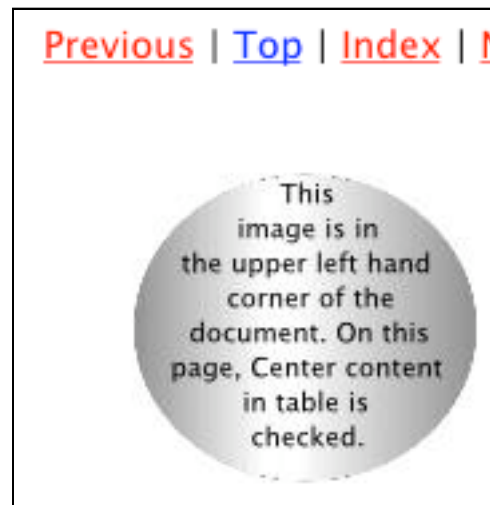 Previous | Top | Index |
This
image is in
the upper left hand
corner of the
document. On this
page, Center content
in table is
checked.